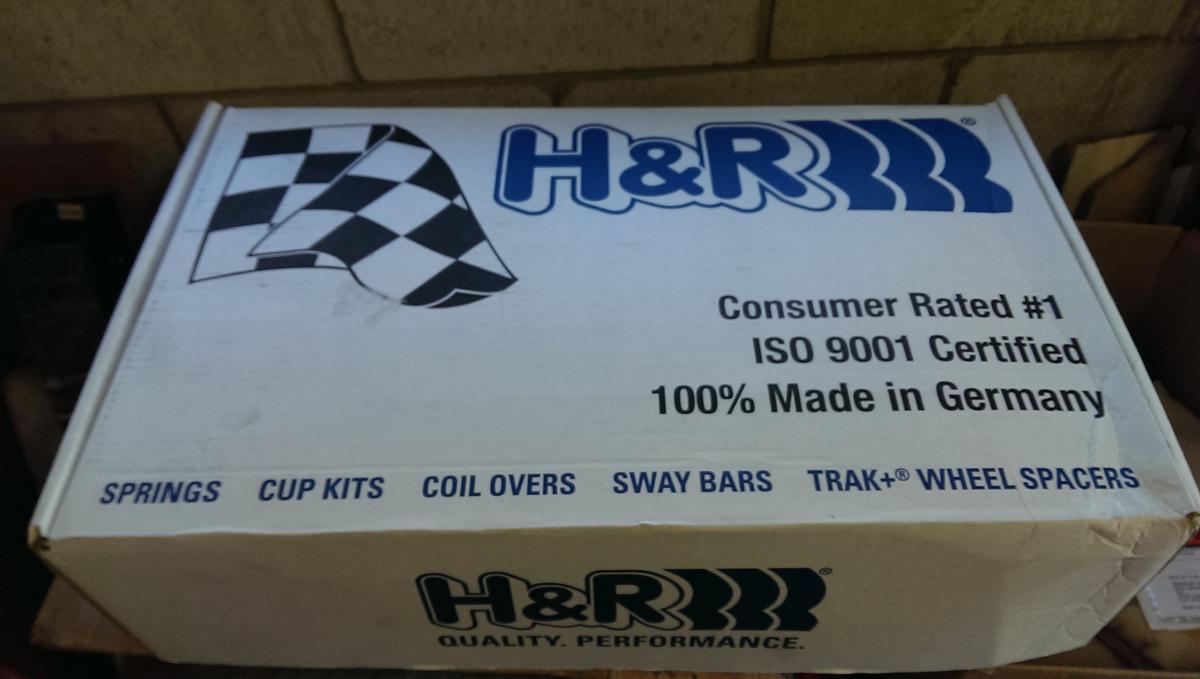 H&R®
Consumer Rated #1
ISO 9001 Certified
100% Made in Germany
SPRINGS CUP KITS COIL OVERS SWAY BARS TRAK+® WHEEL SPACERS
H&R®
QUALITY. PERFORMANCE.